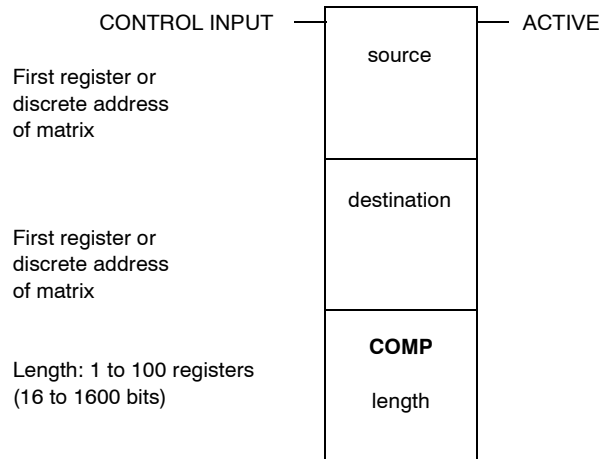 CONTROL INPUT
ACTIVE
source
First register or
discrete address
of matrix
destination
First register or
discrete address
of matrix
COMP
Length: 1 to 100 registers
(16 to 1600 bits)
length